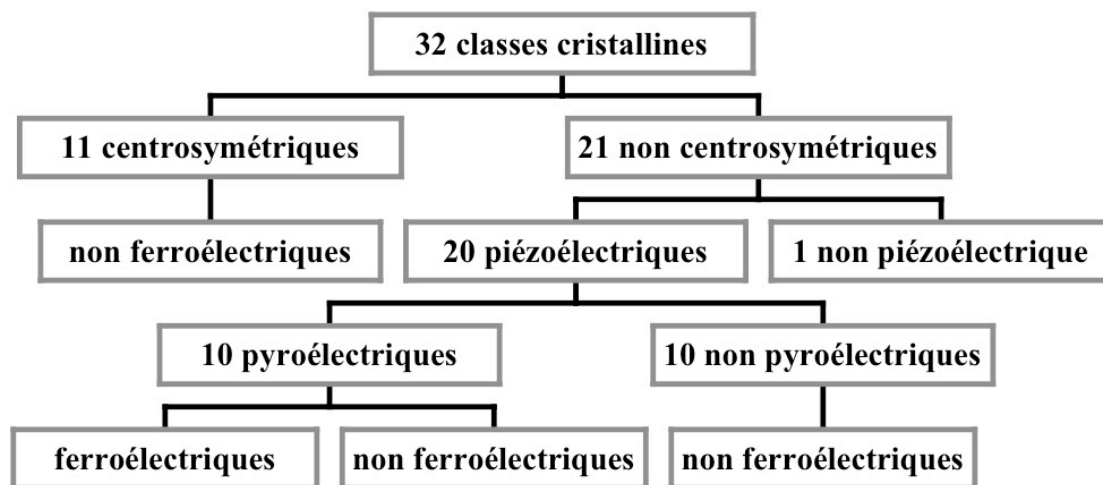 32 classes cristallines
11 centrosymétriques
21 non centrosymétriques
non ferroélectriques
20 piézoélectriques
1 non piézoélectrique
10 pyroélectriques
10 non pyroélectriques
ferroélectriques
non ferroélectriques
non ferroélectriques